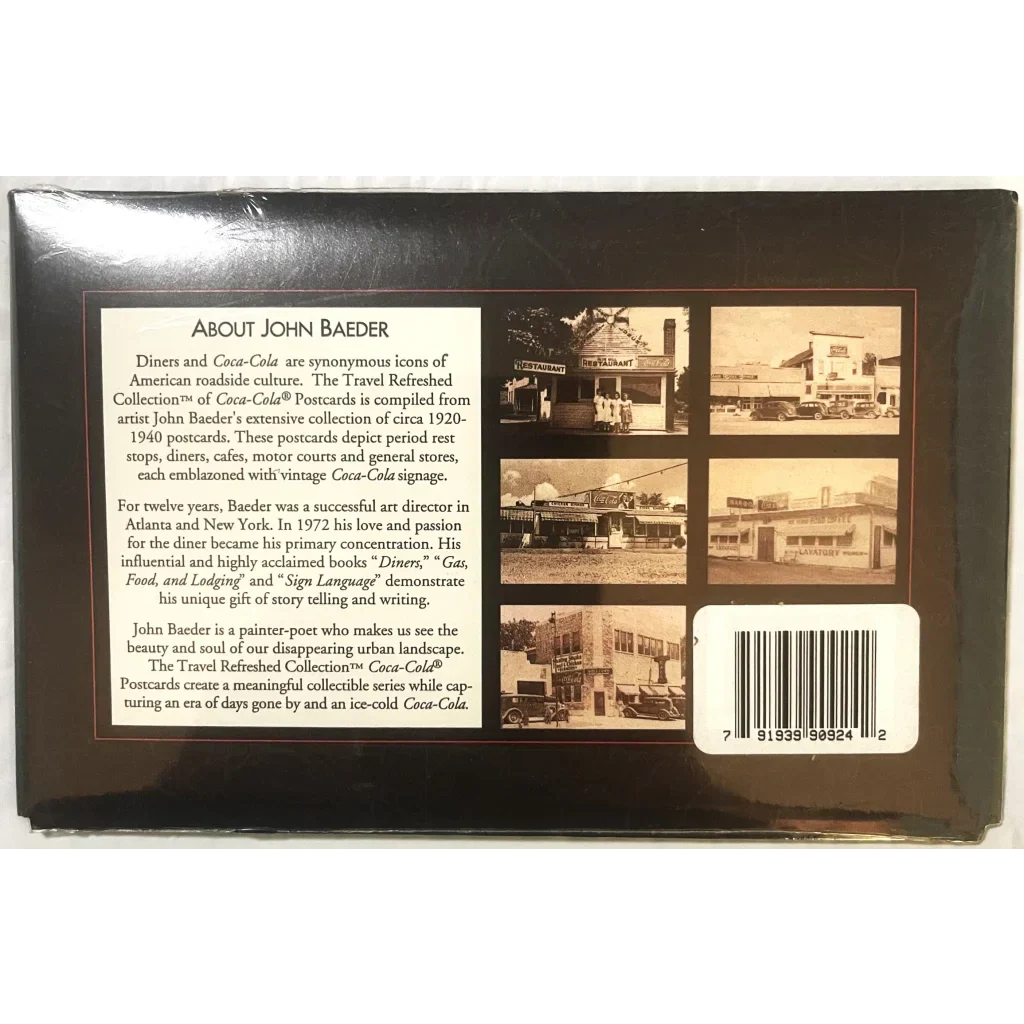 ABOUT JOHN BAEDER
Diners and Coca-Cola are synonymous icons of
American roadside culture. The Travel Refreshed
Collection™ of Coca-Cola® Postcards is compiled from
artist John Baeder's extensive collection of circa 1920-
1940 postcards. These postcards depict period rest
stops, diners, cafes, motor courts and general stores,
each emblazoned with vintage Coca-Cola signage.
For twelve years, Baeder was a successful art director in
Atlanta and New York. In 1972 his love and passion
for the diner became his primary concentration. His
influential and highly acclaimed books “Diners,” “Gas,
Food, and Lodging” and “Sign Language” demonstrate
his unique gift of story telling and writing.
John Baeder is a painter-poet who makes us see the
beauty and soul of our disappearing urban landscape.
The Travel Refreshed Collection™ Coca-Cola®
Postcards create a meaningful collectible series while cap-
turing an era of days gone by and an ice-cold Coca-Cola.
RESTAURANT
RESTAURANT
Coca-Cola
LAVATORY
7 91939 90924 2